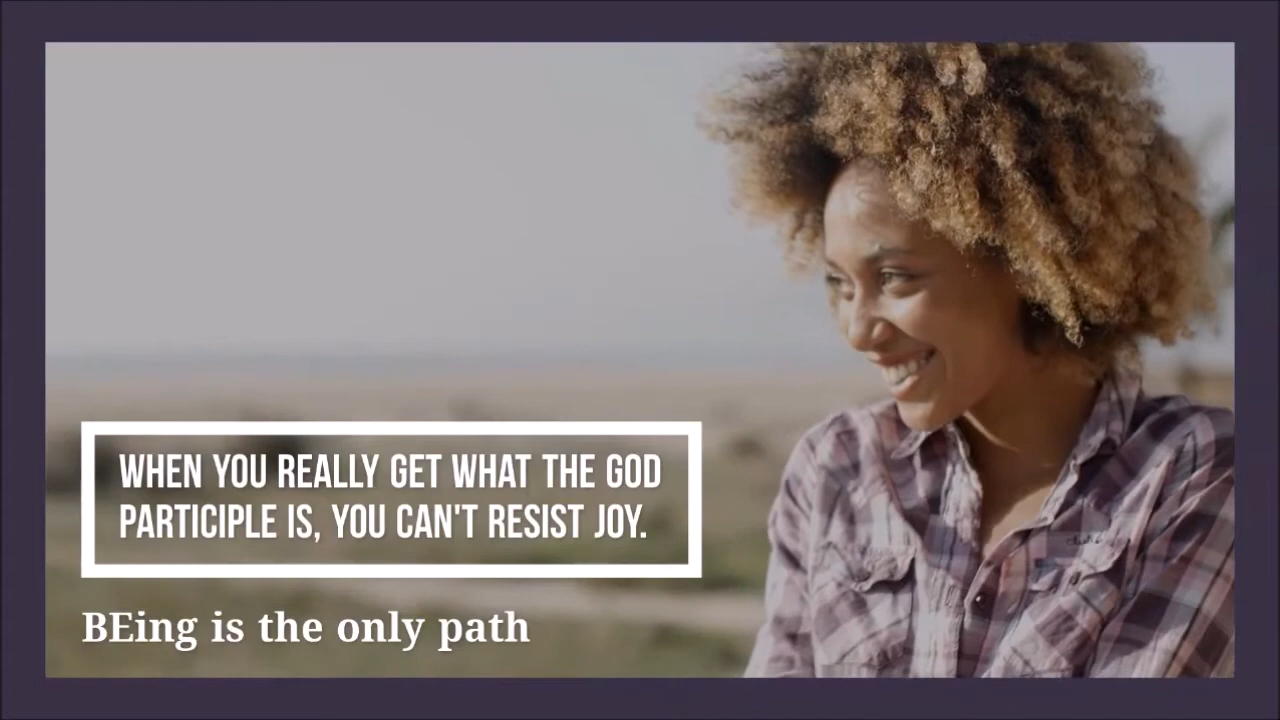 WHEN YOU REALLY GET WHAT THE GOD
PARTICIPLE IS, YOU CAN'T RESIST JOY.
BEing is the only path